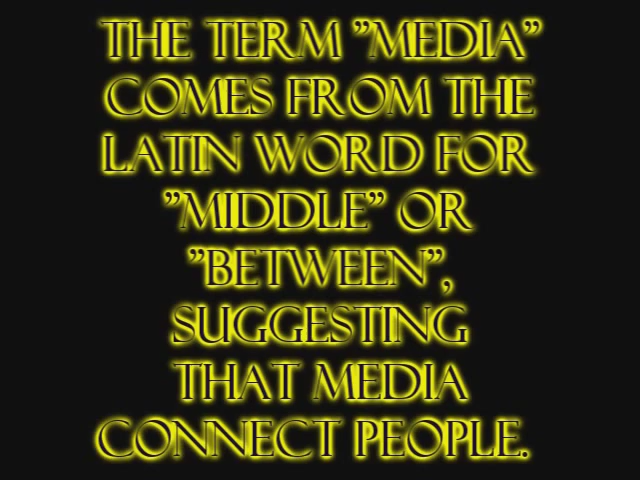 THE TERM ”MEDIA”
COMES FROM THE
LATIN WORD FOR
”MIDDLE” OR
”BETWEEN”,
SUGGESTING
THAT MEDIA
CONNECT PEOPLE.